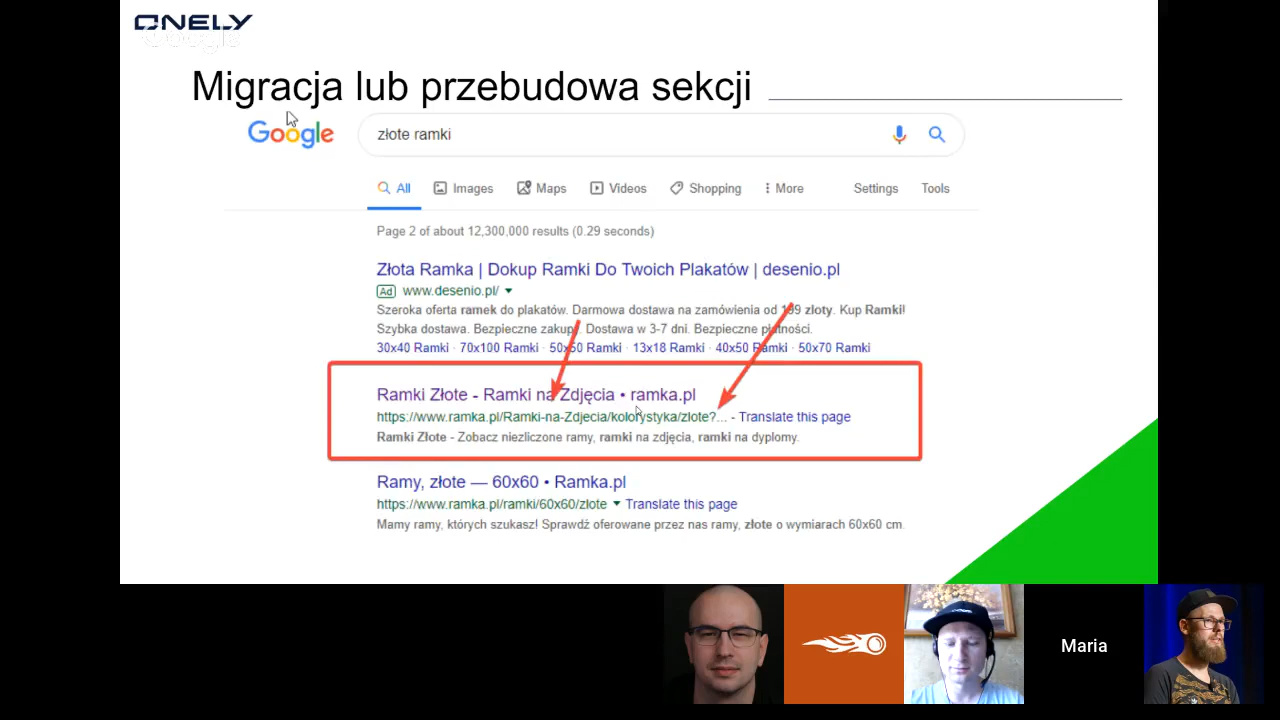 ONELY
Google
Migracja lub przebudowa sekcji
Google złote ramki
All Images Maps Videos Shopping More Settings Tools
Page 2 of about 12,300,000 results (0.29 seconds)
Złota Ramka | Dokup Ramki Do Twoich Plakatów | desenio.pl
Ad www.desenio.pl/
Szeroka oferta ramek do plakatów. Darmowa dostawa na zamówienia od 199 zloty. Kup Ramki!
Szybka dostawa. Bezpieczne zakupy. Dostawa w 3-7 dni. Bezpieczne płatności.
30x40 Ramki · 70x100 Ramki · 50x50 Ramki · 13x18 Ramki · 40x50 Ramki · 50x70 Ramki
Ramki Złote - Ramki na Zdjęcia • ramka.pl
https://www.ramka.pl/Ramki-na-Zdjecia/kolorystyka/zlote?... - Translate this page
Ramki Złote - Zobacz niezliczone ramy, ramki na zdjęcia, ramki na dyplomy.
Ramy, złote — 60x60 • Ramka.pl
https://www.ramka.pl/ramki/60x60/zlote Translate this page
Mamy ramy, których szukasz! Sprawdź oferowane przez nas ramy, złote o wymiarach 60x60 cm.
Maria